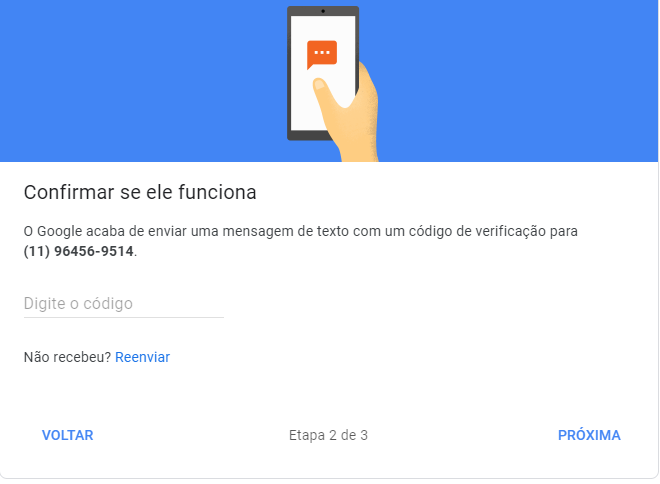 Confirmar se ele funciona
O Google acaba de enviar uma mensagem de texto com um código de verificação para
(11) 96456-9514.
Digite o código
Não recebeu? Reenviar
VOLTAR
Etapa 2 de 3
PRÓXIMA